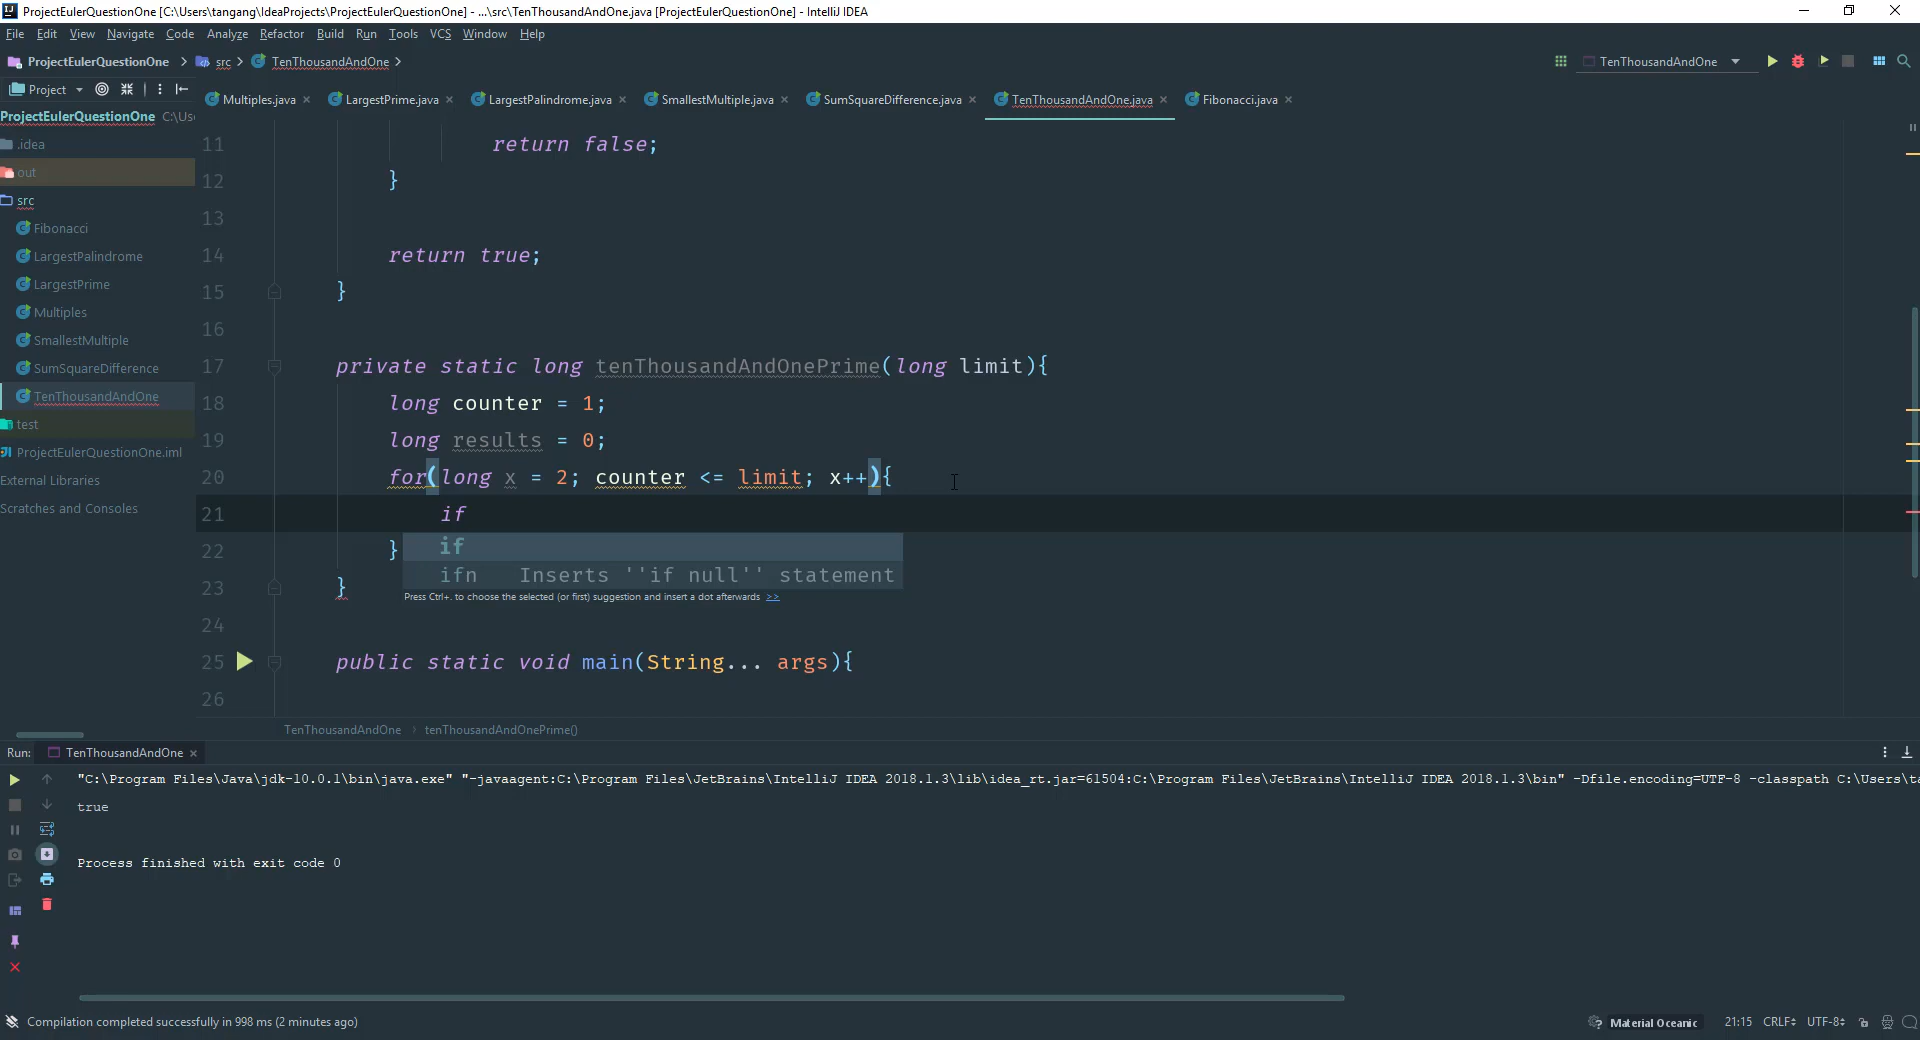 ProjectEulerQuestionOne [C:\Users\tangang\IdeaProjects\ProjectEulerQuestionOne] - ...\src\TenThousandAndOne.java [ProjectEulerQuestionOne] - IntelliJ IDEA
File Edit View Navigate Code Analyze Refactor Build Run Tools VCS Window Help
ProjectEulerQuestionOne src TenThousandAndOne TenThousandAndOne
Project
Multiples.java LargestPrime.java LargestPalindrome.java SmallestMultiple.java SumSquareDifference.java TenThousandAndOne.java Fibonacci.java
ProjectEulerQuestionOne C:\Use
.idea
out
src
Fibonacci
LargestPalindrome
LargestPrime
Multiples
SmallestMultiple
SumSquareDifference
TenThousandAndOne
test
ProjectEulerQuestionOne.iml
External Libraries
Scratches and Consoles
11 return false;
12 }
13
14 return true;
15 }
16
17 private static long tenThousandAndOnePrime(long limit){
18 long counter = 1;
19 long results = 0;
20 for(long x = 2; counter <= limit; x++){
21 if
22 }
23 }
24
25 public static void main(String... args){
26
if
ifn Inserts ''if null'' statement
Press Ctrl+. to choose the selected (or first) suggestion and insert a dot afterwards >>
TenThousandAndOne tenThousandAndOnePrime()
Run: TenThousandAndOne
"C:\Program Files\Java\jdk-10.0.1\bin\java.exe" "-javaagent:C:\Program Files\JetBrains\IntelliJ IDEA 2018.1.3\lib\idea_rt.jar=61504:C:\Program Files\JetBrains\IntelliJ IDEA 2018.1.3\bin" -Dfile.encoding=UTF-8 -classpath C:\Users\ta
true
Process finished with exit code 0
Compilation completed successfully in 998 ms (2 minutes ago)
Material Oceanic 21:15 CRLF UTF-8